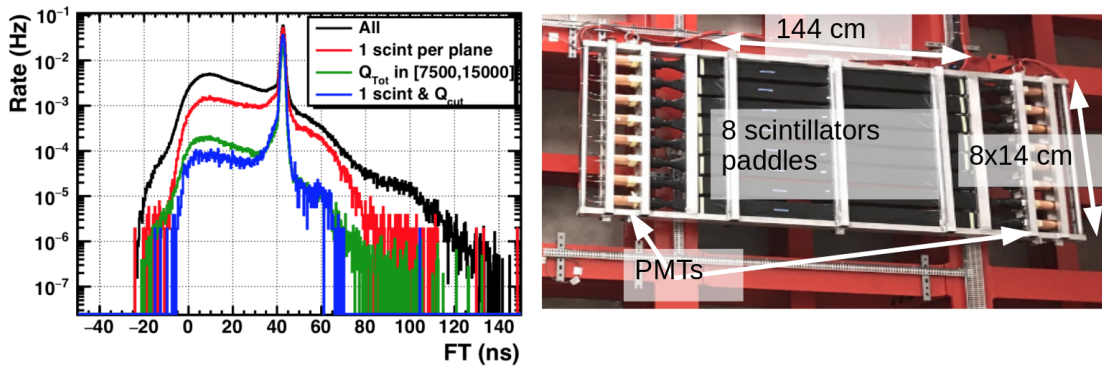 Rate (Hz)
10⁻¹
10⁻²
10⁻³
10⁻⁴
10⁻⁵
10⁻⁶
10⁻⁷
All
1 scint per plane
Q_Tot in [7500,15000]
1 scint & Q_cut
−40 −20 0 20 40 60 80 100 120 140
FT (ns)
144 cm
8 scintillators
paddles
8x14 cm
PMTs